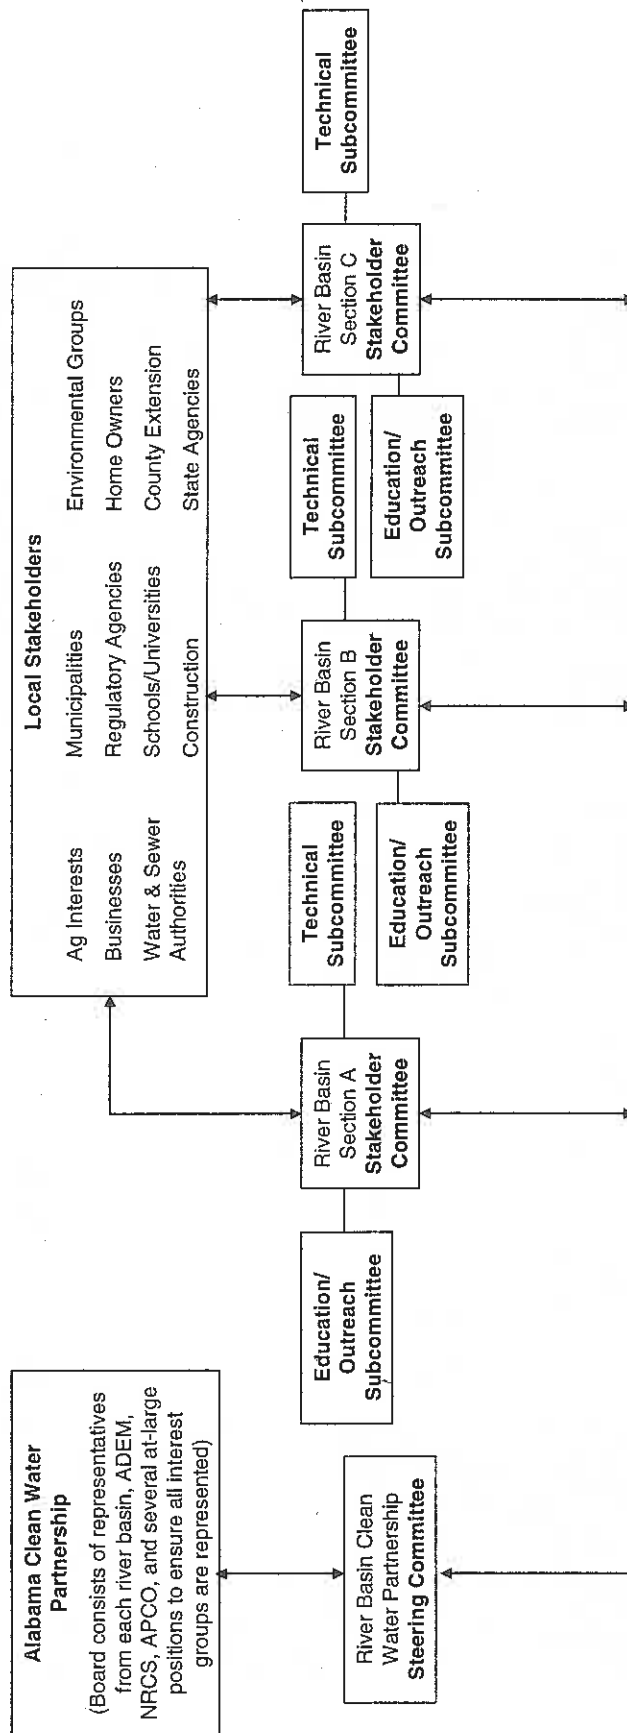 Alabama Clean Water
Partnership
(Board consists of representatives
from each river basin, ADEM,
NRCS, APCO, and several at-large
positions to ensure all interest
groups are represented)
River Basin Clean
Water Partnership
Steering Committee
Local Stakeholders
Ag Interests
Businesses
Water & Sewer
Authorities
Municipalities
Regulatory Agencies
Schools/Universities
Construction
Environmental Groups
Home Owners
County Extension
State Agencies
Education/
Outreach
Subcommittee
River Basin
Section A
Stakeholder
Committee
Technical
Subcommittee
Education/
Outreach
Subcommittee
River Basin
Section B
Stakeholder
Committee
Technical
Subcommittee
Education/
Outreach
Subcommittee
River Basin
Section C
Stakeholder
Committee
Technical
Subcommittee